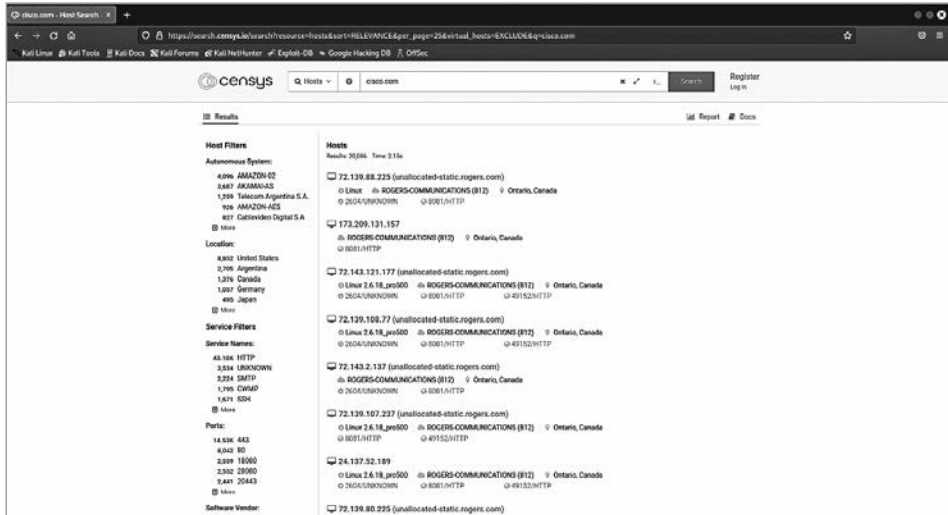 cisco.com - Host Search - ×
https://search.censys.io/search?resource=hosts&sort=RELEVANCE&per_page=25&virtual_hosts=EXCLUDE&q=cisco.com
Kali Linux Kali Tools Kali Docs Kali Forums Kali NetHunter Exploit-DB Google Hacking DB OffSec
censys Hosts cisco.com Search Register
Log In
Results Report Docs
Host Filters
Autonomous System:
4,096 AMAZON-02
3,687 AKAMAI-AS
1,259 Telecom Argentina S.A.
926 AMAZON-AES
827 Cablevideo Digital S.A
More
Location:
8,852 United States
2,705 Argentina
1,376 Canada
1,037 Germany
495 Japan
More
Service Filters
Service Names:
43.10K HTTP
3,534 UNKNOWN
2,224 SMTP
1,795 CWMP
1,671 SSH
More
Ports:
14.53K 443
6,042 80
2,559 18060
2,552 28060
2,441 20443
More
Software Vendor:
Hosts
Results: 20,686 Time: 2.15s
72.139.88.225 (unallocated-static.rogers.com)
Linux ROGERS-COMMUNICATIONS (812) Ontario, Canada
2604/UNKNOWN 8081/HTTP
173.209.131.157
ROGERS-COMMUNICATIONS (812) Ontario, Canada
8081/HTTP
72.143.121.177 (unallocated-static.rogers.com)
Linux 2.6.18_pro500 ROGERS-COMMUNICATIONS (812) Ontario, Canada
2604/UNKNOWN 8081/HTTP 49152/HTTP
72.139.108.77 (unallocated-static.rogers.com)
Linux 2.6.18_pro500 ROGERS-COMMUNICATIONS (812) Ontario, Canada
2604/UNKNOWN 8081/HTTP 49152/HTTP
72.143.2.137 (unallocated-static.rogers.com)
ROGERS-COMMUNICATIONS (812) Ontario, Canada
2604/UNKNOWN 8081/HTTP
72.139.107.237 (unallocated-static.rogers.com)
Linux 2.6.18_pro500 ROGERS-COMMUNICATIONS (812) Ontario, Canada
8081/HTTP 49152/HTTP
24.137.52.189
Linux 2.6.18_pro500 ROGERS-COMMUNICATIONS (812) Ontario, Canada
2604/UNKNOWN 8081/HTTP 49152/HTTP
72.139.80.225 (unallocated-static.rogers.com)